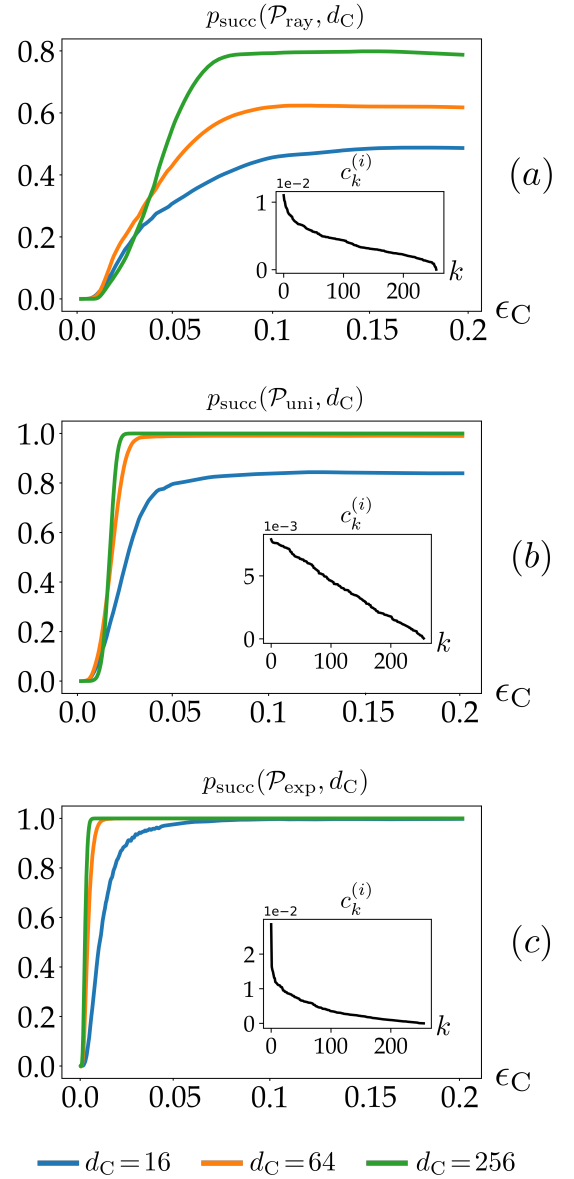 p_succ(𝒫_ray, d_C)
0.8
0.6
0.4
0.2
0.0
c_k^(i)
1e-2
1
0
0 100 200 k
0.0 0.05 0.1 0.15 0.2 ϵ_C
(a)
p_succ(𝒫_uni, d_C)
1.0
0.8
0.6
0.4
0.2
0.0
c_k^(i)
1e-3
5
0
0 100 200 k
0.0 0.05 0.1 0.15 0.2 ϵ_C
(b)
p_succ(𝒫_exp, d_C)
1.0
0.8
0.6
0.4
0.2
0.0
c_k^(i)
1e-2
2
1
0
0 100 200 k
0.0 0.05 0.1 0.15 0.2 ϵ_C
(c)
d_C=16 d_C=64 d_C=256